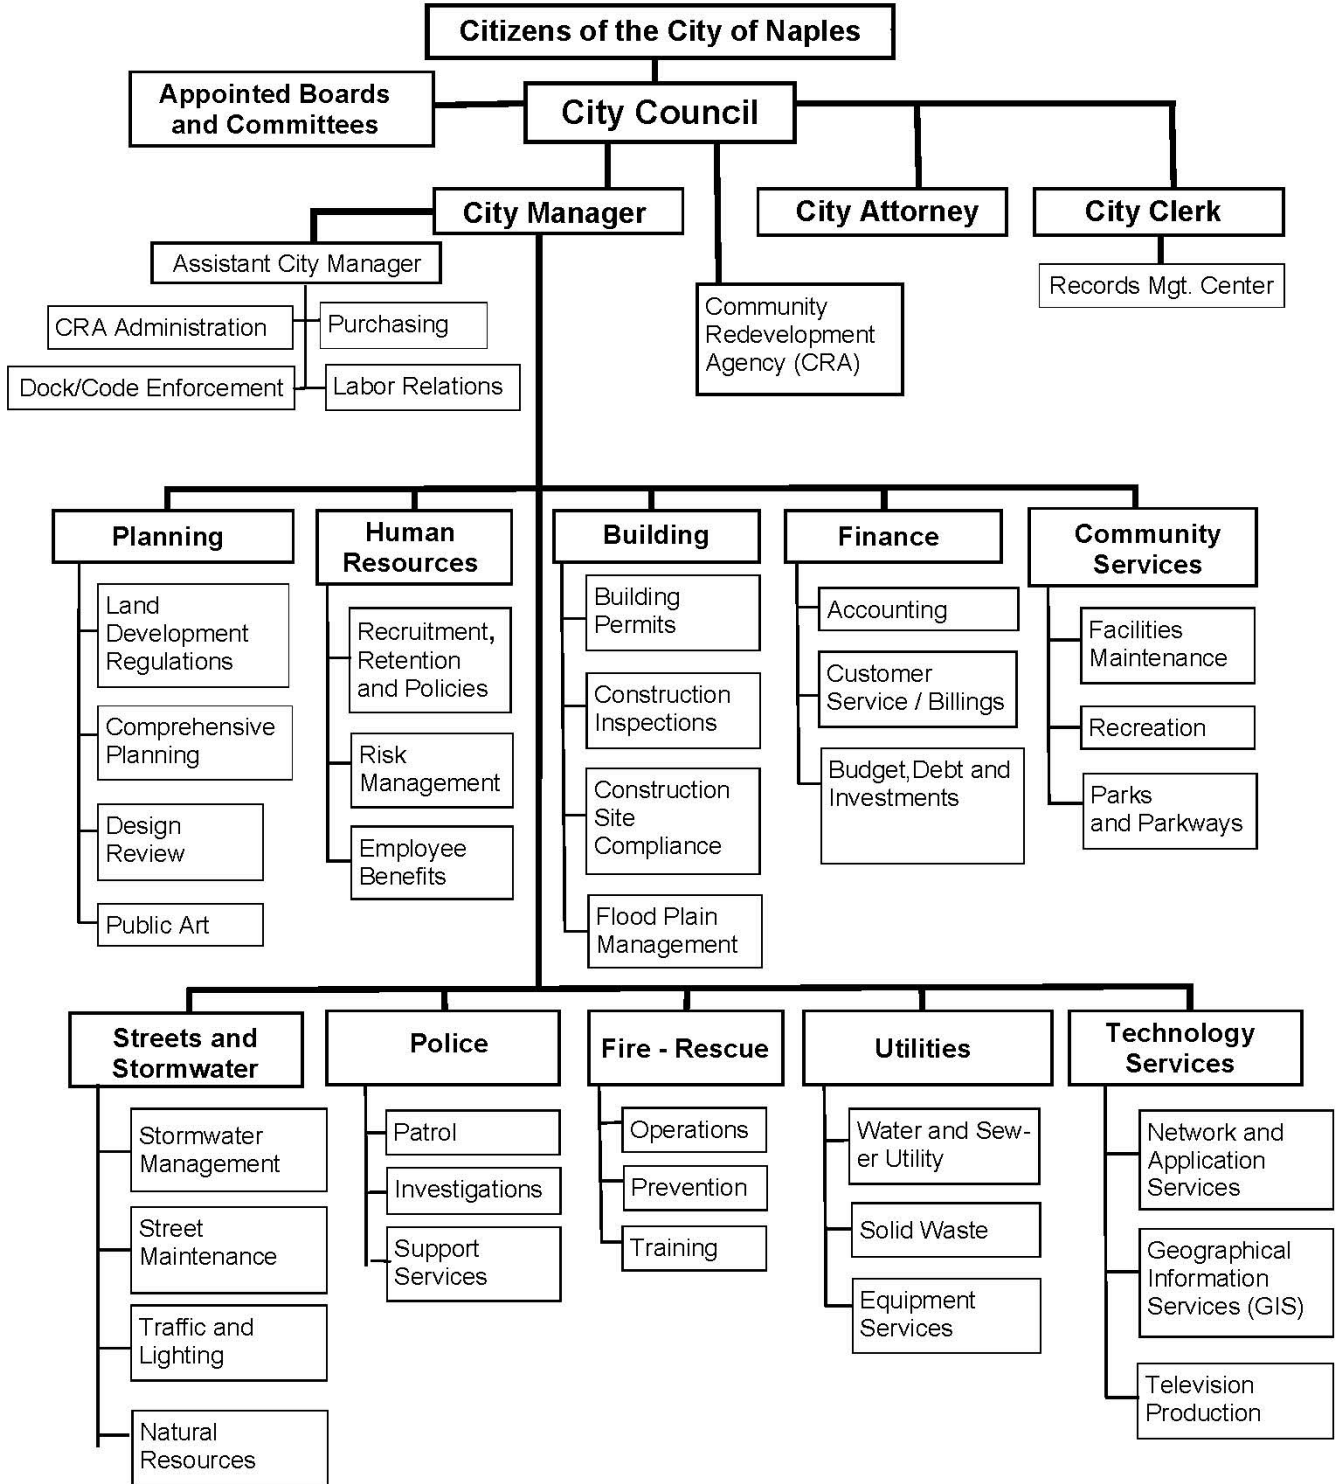 Citizens of the City of Naples
Appointed Boards
and Committees
City Council
City Manager
City Attorney
City Clerk
Assistant City Manager
Records Mgt. Center
CRA Administration
Purchasing
Community
Redevelopment
Agency (CRA)
Dock/Code Enforcement
Labor Relations
Planning
Land
Development
Regulations
Comprehensive
Planning
Design
Review
Public Art
Human
Resources
Recruitment,
Retention
and Policies
Risk
Management
Employee
Benefits
Building
Building
Permits
Construction
Inspections
Construction
Site
Compliance
Flood Plain
Management
Finance
Accounting
Customer
Service / Billings
Budget,Debt and
Investments
Community
Services
Facilities
Maintenance
Recreation
Parks
and Parkways
Streets and
Stormwater
Stormwater
Management
Street
Maintenance
Traffic and
Lighting
Natural
Resources
Police
Patrol
Investigations
Support
Services
Fire - Rescue
Operations
Prevention
Training
Utilities
Water and Sew-
er Utility
Solid Waste
Equipment
Services
Technology
Services
Network and
Application
Services
Geographical
Information
Services (GIS)
Television
Production